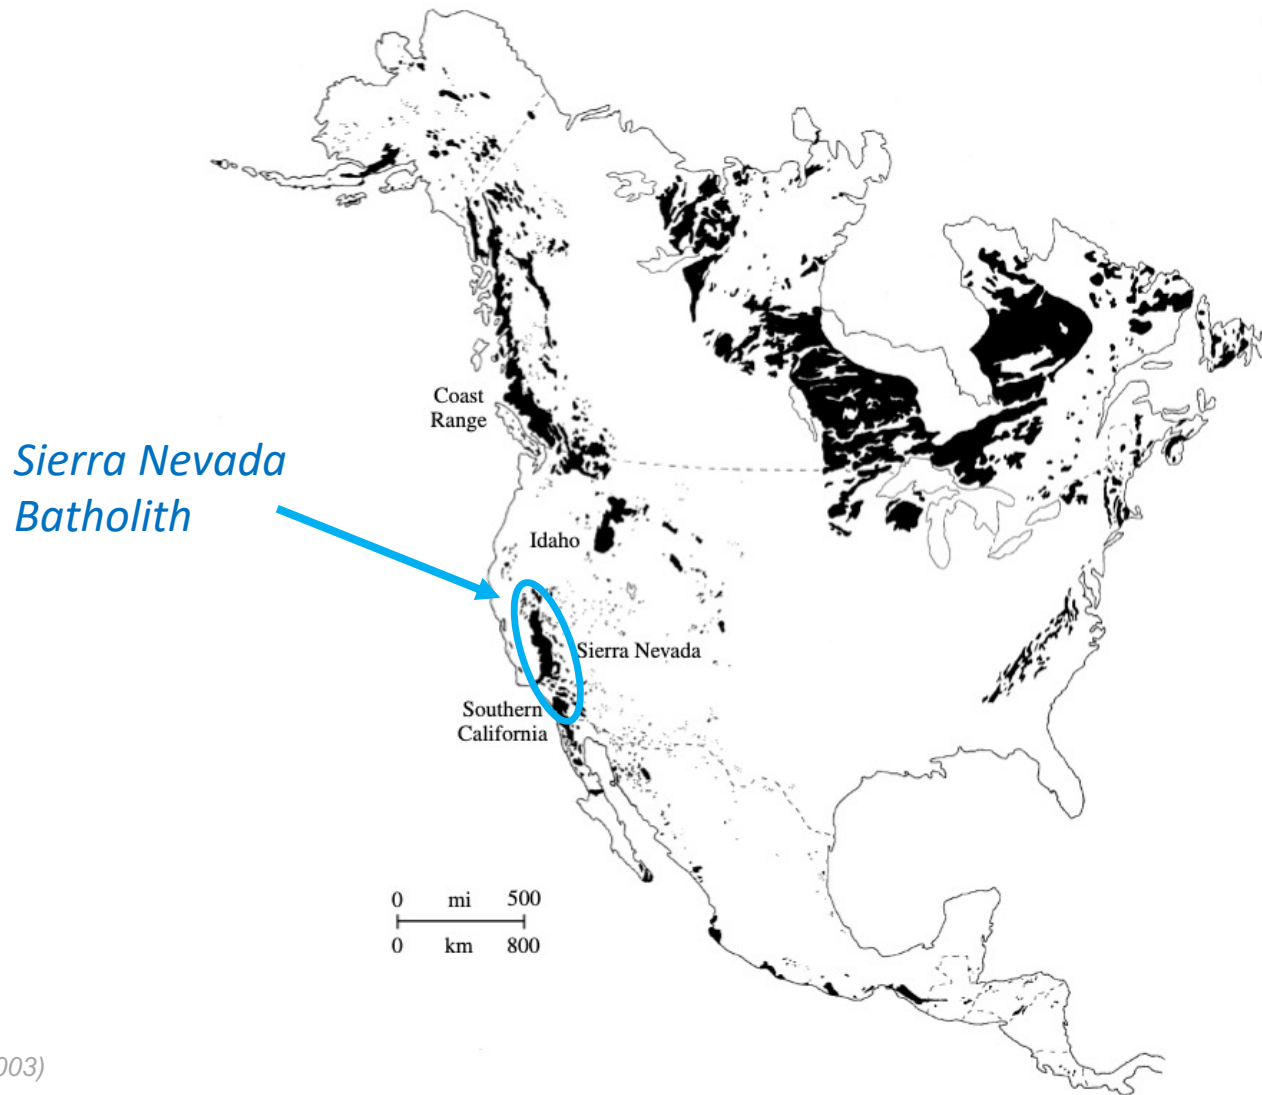 Coast
Range
Sierra Nevada
Batholith
Idaho
Sierra Nevada
Southern
California
0 mi 500
0 km 800
003)